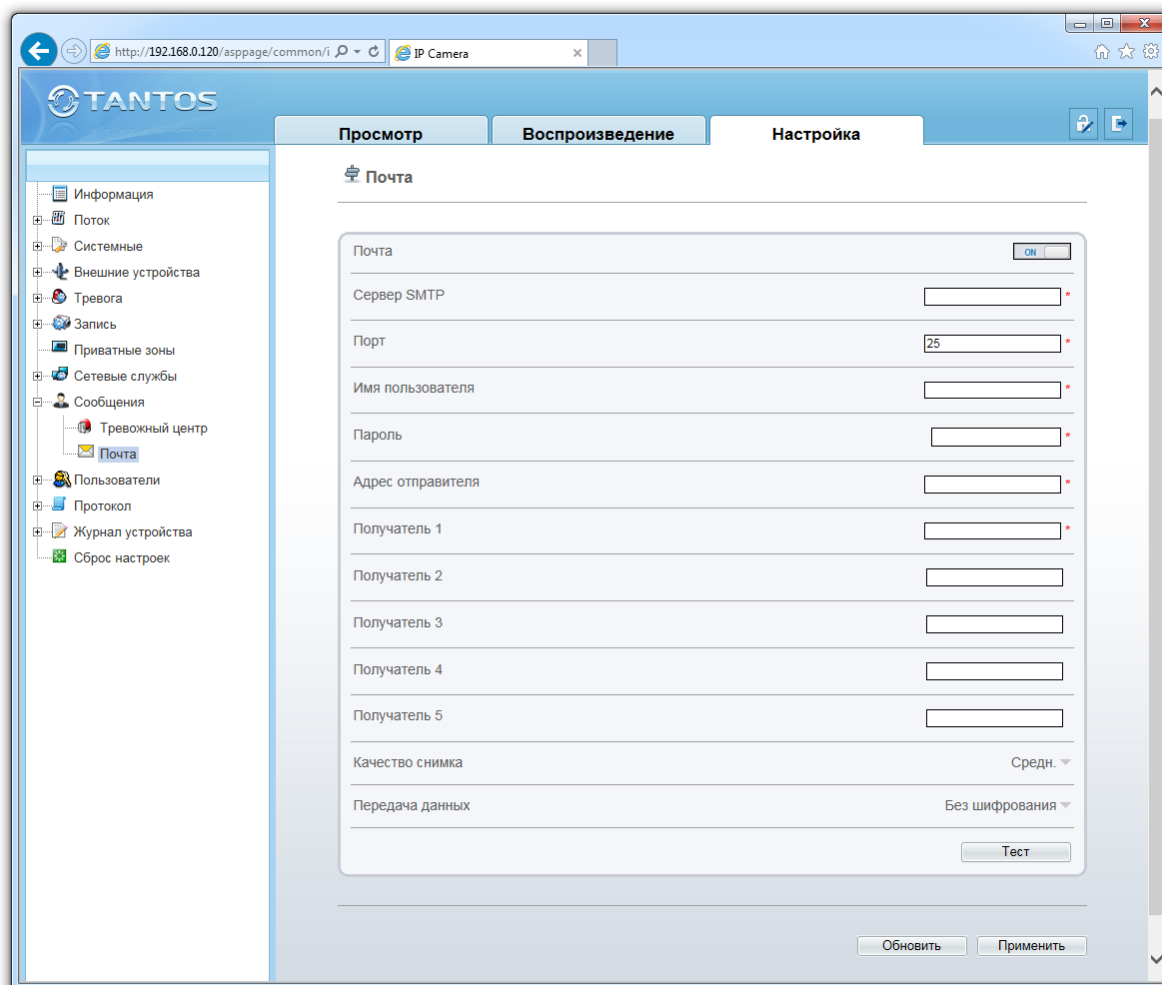 http://192.168.0.120/asppage/common/i
IP Camera
TANTOS
Просмотр
Воспроизведение
Настройка
Информация
Поток
Системные
Внешние устройства
Тревога
Запись
Приватные зоны
Сетевые службы
Сообщения
Тревожный центр
Почта
Пользователи
Протокол
Журнал устройства
Сброс настроек
Почта
Почта ON
Сервер SMTP *
Порт 25 *
Имя пользователя *
Пароль *
Адрес отправителя *
Получатель 1 *
Получатель 2
Получатель 3
Получатель 4
Получатель 5
Качество снимка Средн.
Передача данных Без шифрования
Тест
Обновить Применить